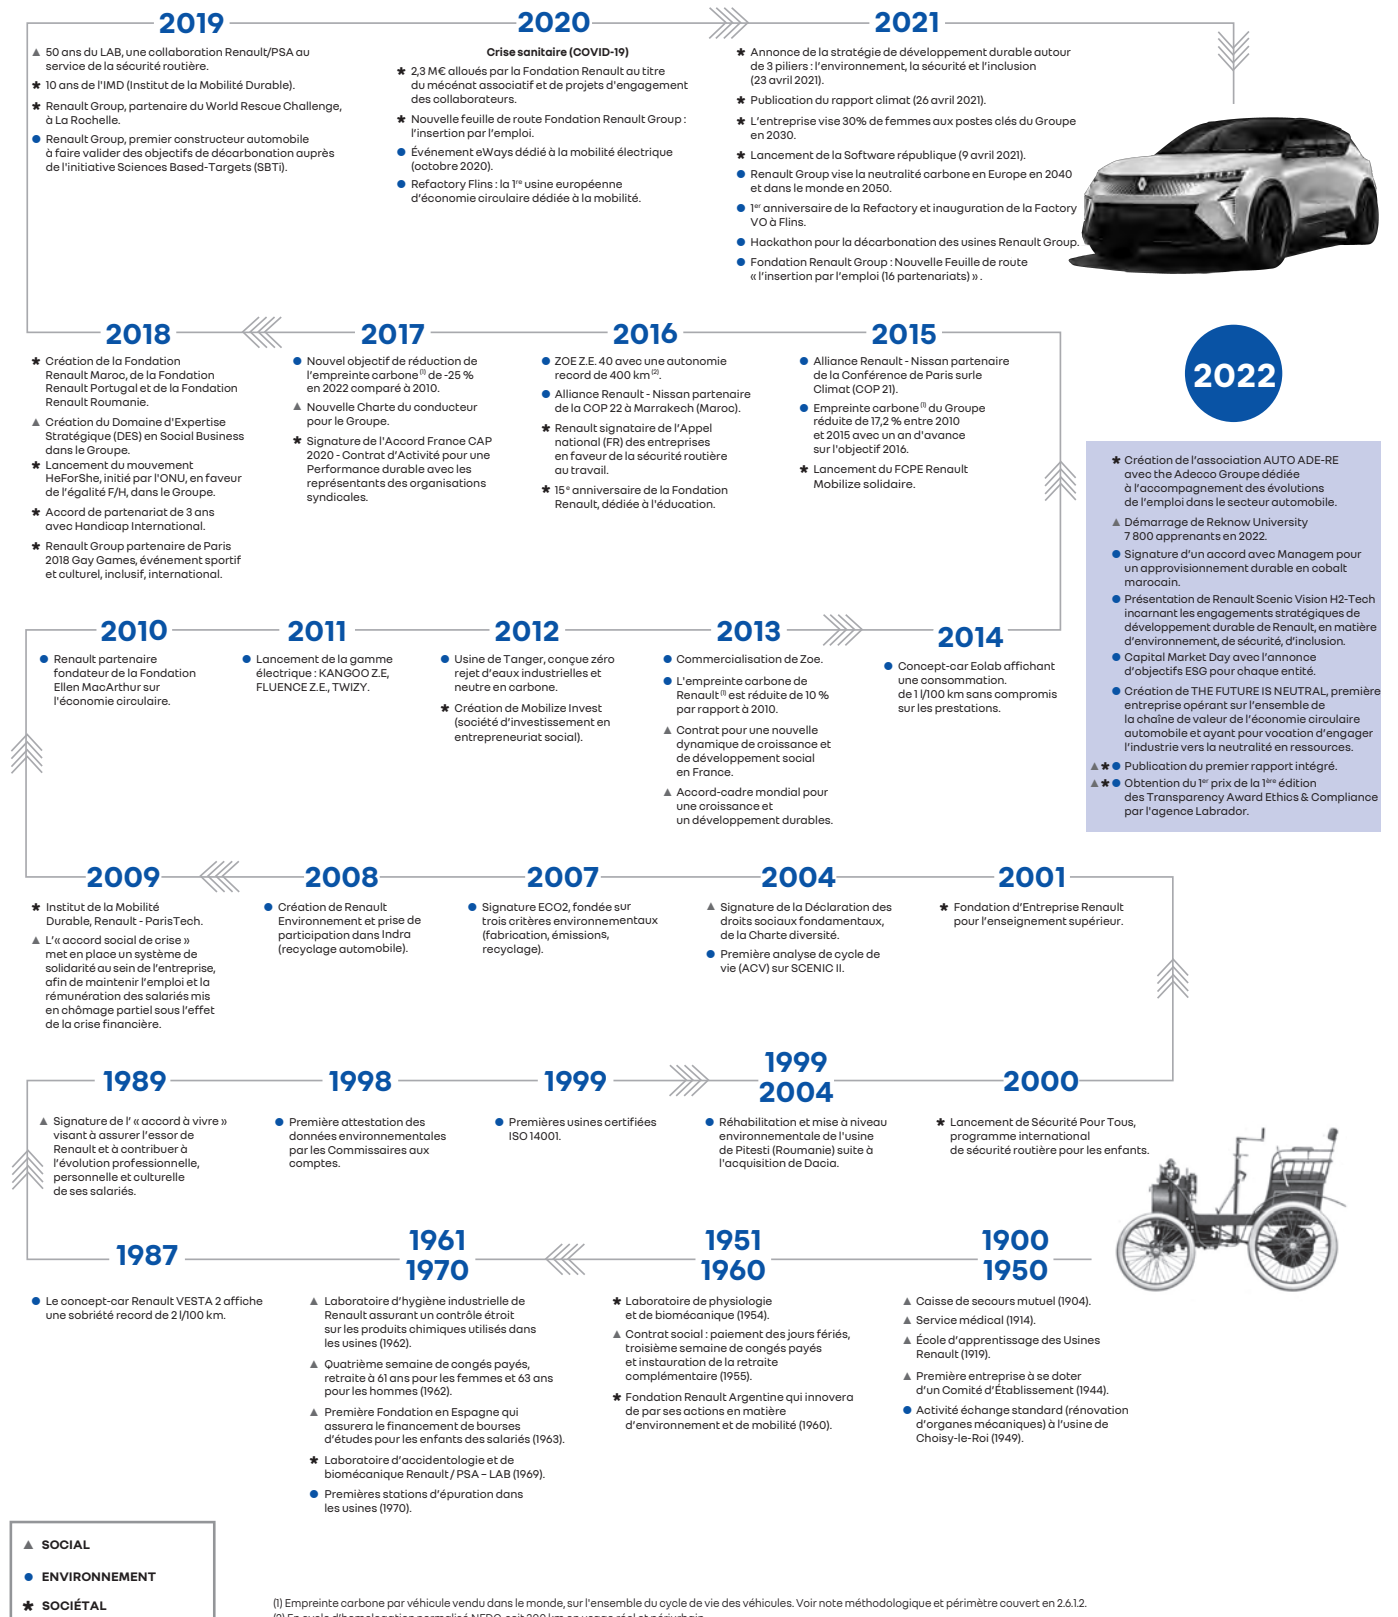 2019
▲ 50 ans du LAB, une collaboration Renault/PSA au
service de la sécurité routière.
* 10 ans de l'IMD (Institut de la Mobilité Durable).
* Renault Group, partenaire du World Rescue Challenge,
à La Rochelle.
● Renault Group, premier constructeur automobile
à faire valider des objectifs de décarbonation auprès
de l'initiative Sciences Based-Targets (SBTi).
2020
Crise sanitaire (COVID-19)
* 2,3 M€ alloués par la Fondation Renault au titre
du mécénat associatif et de projets d'engagement
des collaborateurs.
* Nouvelle feuille de route Fondation Renault Group :
l'insertion par l'emploi.
● Événement eWays dédié à la mobilité électrique
(octobre 2020).
● Refactory Flins : la 1re usine européenne
d'économie circulaire dédiée à la mobilité.
2021
* Annonce de la stratégie de développement durable autour
de 3 piliers : l'environnement, la sécurité et l'inclusion
(23 avril 2021).
* Publication du rapport climat (26 avril 2021).
* L'entreprise vise 30% de femmes aux postes clés du Groupe
en 2030.
* Lancement de la Software république (9 avril 2021).
● Renault Group vise la neutralité carbone en Europe en 2040
et dans le monde en 2050.
● 1er anniversaire de la Refactory et inauguration de la Factory
VO à Flins.
● Hackathon pour la décarbonation des usines Renault Group.
● Fondation Renault Group : Nouvelle Feuille de route
« l'insertion par l'emploi (16 partenariats) » .
2018
* Création de la Fondation
Renault Maroc, de la Fondation
Renault Portugal et de la Fondation
Renault Roumanie.
▲ Création du Domaine d'Expertise
Stratégique (DES) en Social Business
dans le Groupe.
* Lancement du mouvement
HeForShe, initié par l'ONU, en faveur
de l'égalité F/H, dans le Groupe.
* Accord de partenariat de 3 ans
avec Handicap International.
* Renault Group partenaire de Paris
2018 Gay Games, événement sportif
et culturel, inclusif, international.
2017
● Nouvel objectif de réduction de
l'empreinte carbone (1) de -25 %
en 2022 comparé à 2010.
▲ Nouvelle Charte du conducteur
pour le Groupe.
* Signature de l'Accord France CAP
2020 - Contrat d'Activité pour une
Performance durable avec les
représentants des organisations
syndicales.
2016
● ZOE Z.E. 40 avec une autonomie
record de 400 km (2).
● Alliance Renault - Nissan partenaire
de la COP 22 à Marrakech (Maroc).
* Renault signataire de l'Appel
national (FR) des entreprises
en faveur de la sécurité routière
au travail.
* 15e anniversaire de la Fondation
Renault, dédiée à l'éducation.
2015
● Alliance Renault - Nissan partenaire
de la Conférence de Paris surle
Climat (COP 21).
● Empreinte carbone (1) du Groupe
réduite de 17,2 % entre 2010
et 2015 avec un an d'avance
sur l'objectif 2016.
* Lancement du FCPE Renault
Mobilize solidaire.
2022
* Création de l'association AUTO ADE-RE
avec the Adecco Groupe dédiée
à l'accompagnement des évolutions
de l'emploi dans le secteur automobile.
▲ Démarrage de Reknow University
7 800 apprenants en 2022.
● Signature d'un accord avec Managem pour
un approvisionnement durable en cobalt
marocain.
● Présentation de Renault Scenic Vision H2-Tech
incarnant les engagements stratégiques de
développement durable de Renault, en matière
d'environnement, de sécurité, d'inclusion.
● Capital Market Day avec l'annonce
d'objectifs ESG pour chaque entité.
● Création de THE FUTURE IS NEUTRAL, première
entreprise opérant sur l'ensemble de
la chaîne de valeur de l'économie circulaire
automobile et ayant pour vocation d'engager
l'industrie vers la neutralité en ressources.
▲ * ● Publication du premier rapport intégré.
▲ * ● Obtention du 1er prix de la 1ère édition
des Transparency Award Ethics & Compliance
par l'agence Labrador.
2010
● Renault partenaire
fondateur de la Fondation
Ellen MacArthur sur
l'économie circulaire.
2011
● Lancement de la gamme
électrique : KANGOO Z.E,
FLUENCE Z.E., TWIZY.
2012
● Usine de Tanger, conçue zéro
rejet d'eaux industrielles et
neutre en carbone.
* Création de Mobilize Invest
(société d'investissement en
entrepreneuriat social).
2013
● Commercialisation de Zoe.
● L'empreinte carbone de
Renault (1) est réduite de 10 %
par rapport à 2010.
▲ Contrat pour une nouvelle
dynamique de croissance et
de développement social
en France.
▲ Accord-cadre mondial pour
une croissance et
un développement durables.
2014
● Concept-car Eolab affichant
une consommation.
de 1 l/100 km sans compromis
sur les prestations.
2009
* Institut de la Mobilité
Durable, Renault - ParisTech.
▲ L'« accord social de crise »
met en place un système de
solidarité au sein de l'entreprise,
afin de maintenir l'emploi et la
rémunération des salariés mis
en chômage partiel sous l'effet
de la crise financière.
2008
● Création de Renault
Environnement et prise de
participation dans Indra
(recyclage automobile).
2007
● Signature ECO2, fondée sur
trois critères environnementaux
(fabrication, émissions,
recyclage).
2004
▲ Signature de la Déclaration des
droits sociaux fondamentaux,
de la Charte diversité.
● Première analyse de cycle de
vie (ACV) sur SCENIC II.
2001
* Fondation d'Entreprise Renault
pour l'enseignement supérieur.
1989
▲ Signature de l' « accord à vivre »
visant à assurer l'essor de
Renault et à contribuer à
l'évolution professionnelle,
personnelle et culturelle
de ses salariés.
1998
● Première attestation des
données environnementales
par les Commissaires aux
comptes.
1999
● Premières usines certifiées
ISO 14001.
1999
2004
● Réhabilitation et mise à niveau
environnementale de l'usine
de Pitesti (Roumanie) suite à
l'acquisition de Dacia.
2000
* Lancement de Sécurité Pour Tous,
programme international
de sécurité routière pour les enfants.
1987
● Le concept-car Renault VESTA 2 affiche
une sobriété record de 2 l/100 km.
1961
1970
▲ Laboratoire d'hygiène industrielle de
Renault assurant un contrôle étroit
sur les produits chimiques utilisés dans
les usines (1962).
▲ Quatrième semaine de congés payés,
retraite à 61 ans pour les femmes et 63 ans
pour les hommes (1962).
▲ Première Fondation en Espagne qui
assurera le financement de bourses
d'études pour les enfants des salariés (1963).
* Laboratoire d'accidentologie et de
biomécanique Renault / PSA – LAB (1969).
● Premières stations d'épuration dans
les usines (1970).
1951
1960
* Laboratoire de physiologie
et de biomécanique (1954).
▲ Contrat social : paiement des jours fériés,
troisième semaine de congés payés
et instauration de la retraite
complémentaire (1955).
* Fondation Renault Argentine qui innovera
de par ses actions en matière
d'environnement et de mobilité (1960).
1900
1950
▲ Caisse de secours mutuel (1904).
▲ Service médical (1914).
▲ École d'apprentissage des Usines
Renault (1919).
▲ Première entreprise à se doter
d'un Comité d'Établissement (1944).
● Activité échange standard (rénovation
d'organes mécaniques) à l'usine de
Choisy-le-Roi (1949).
▲ SOCIAL
● ENVIRONNEMENT
* SOCIÉTAL
(1) Empreinte carbone par véhicule vendu dans le monde, sur l'ensemble du cycle de vie des véhicules. Voir note méthodologique et périmètre couvert en 2.6.1.2.